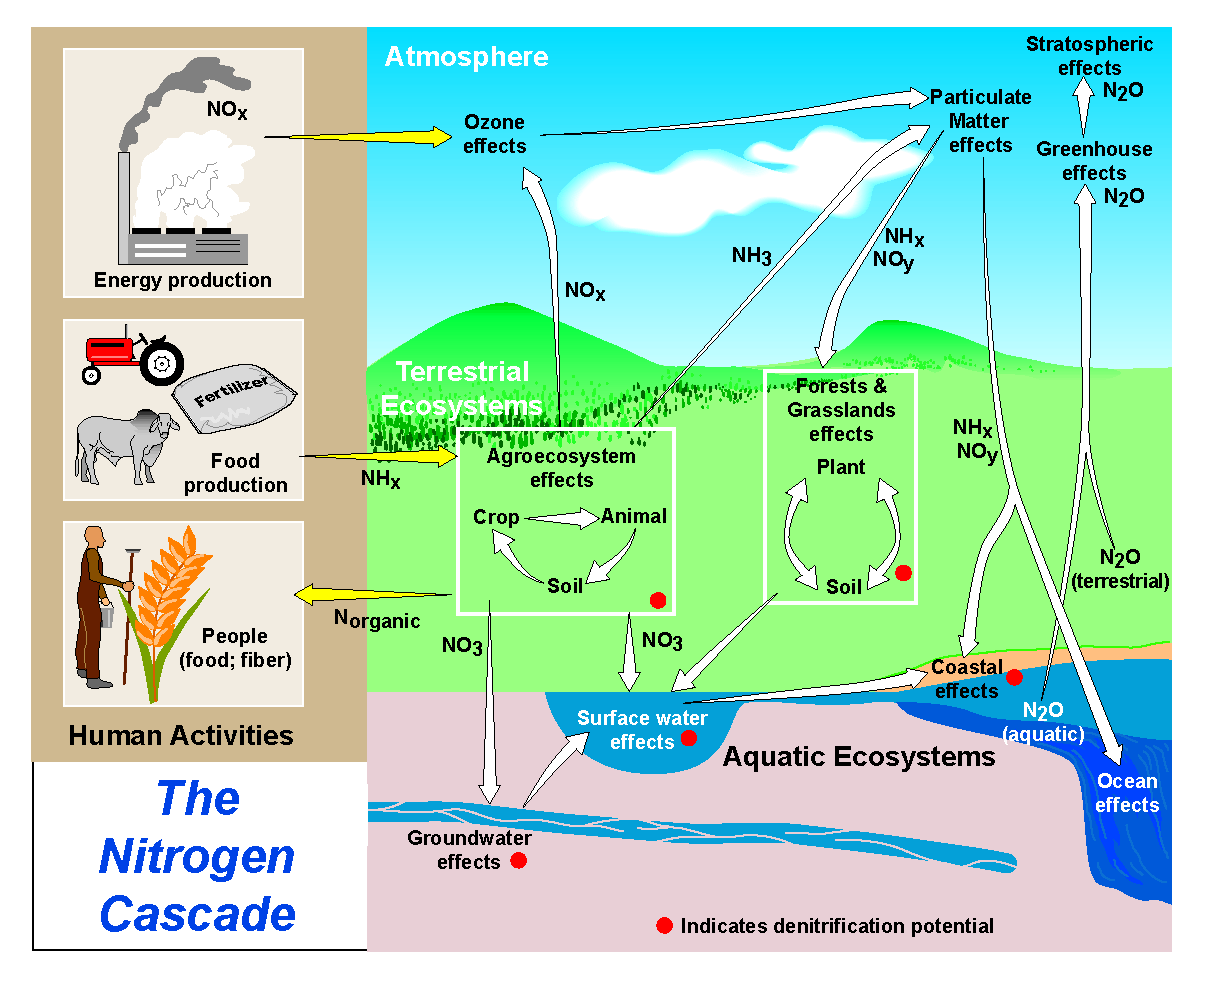 Atmosphere
Stratospheric
effects
N2O
NOx
Ozone
effects
Particulate
Matter
effects
Greenhouse
effects
N2O
NH3
NHx
NOy
NOx
Energy production
Terrestrial
Ecosystems
Fertilizer
Food
production
NHx
Agroecosystem
effects
Crop
Animal
Soil
Forests &
Grasslands
effects
Plant
Soil
NHx
NOy
N2O
(terrestrial)
Norganic
People
(food; fiber)
NO3
NO3
Coastal
effects
N2O
(aquatic)
Surface water
effects
Human Activities
Aquatic Ecosystems
Ocean
effects
The
Nitrogen
Cascade
Groundwater
effects
Indicates denitrification potential